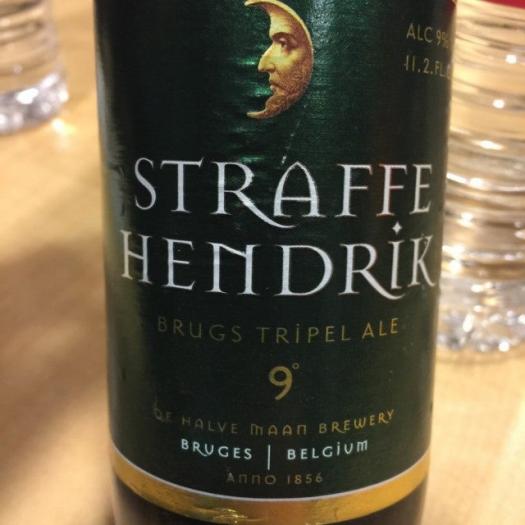 ALC 9%
11.2.FL.
STRAFFE
HENDRIK
BRUGS TRIPEL ALE
9°
DE HALVE MAAN BREWERY
BRUGES | BELGIUM
ANNO 1856